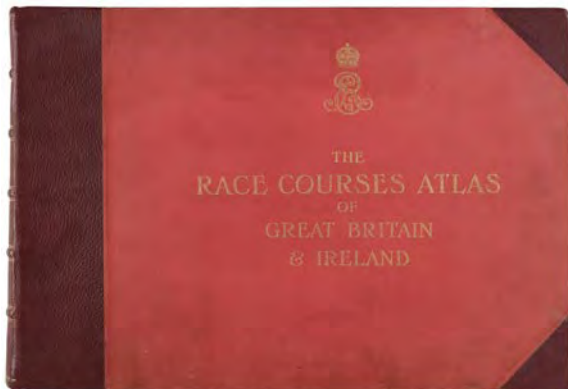 THE
RACE COURSES ATLAS
OF
GREAT BRITAIN
& IRELAND